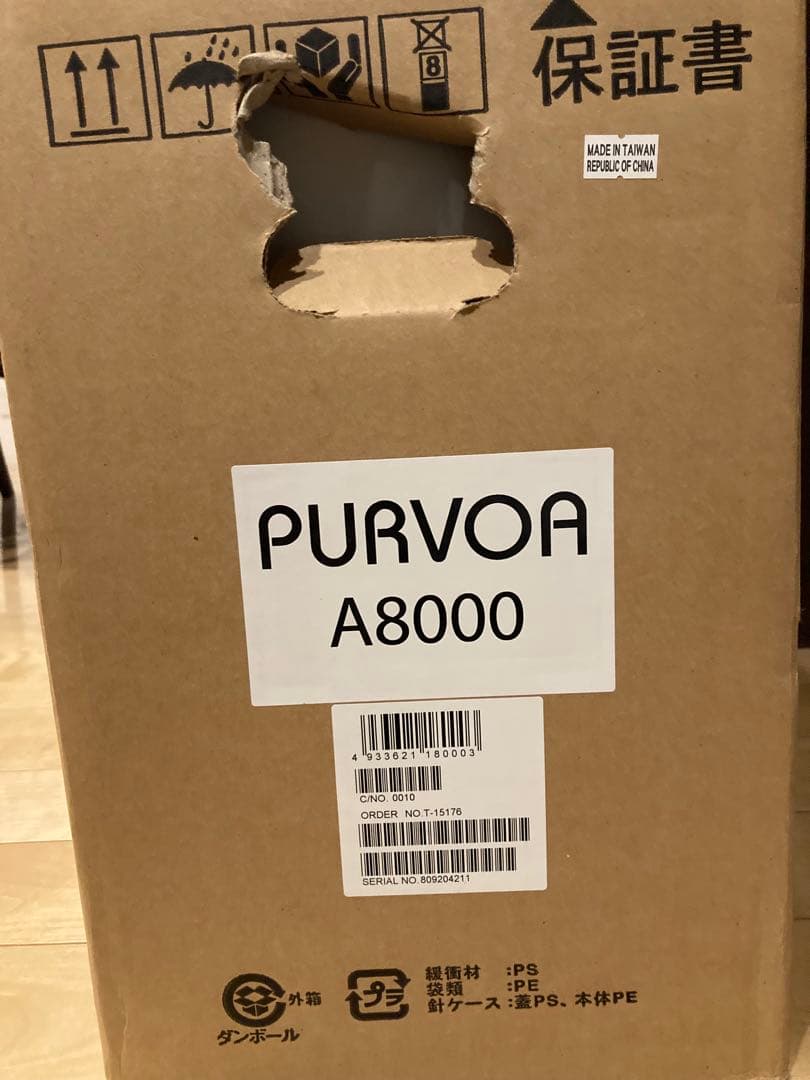 8
保証書
MADE IN TAIWAN
REPUBLIC OF CHINA
PURVOA
A8000
4 933621 180003
C/NO. 0010
ORDER NO.T-15176
SERIAL NO.809204211
外箱
ダンボール
プラ
緩衝材 :PS
袋類 :PE
針ケース:蓋PS、本体PE